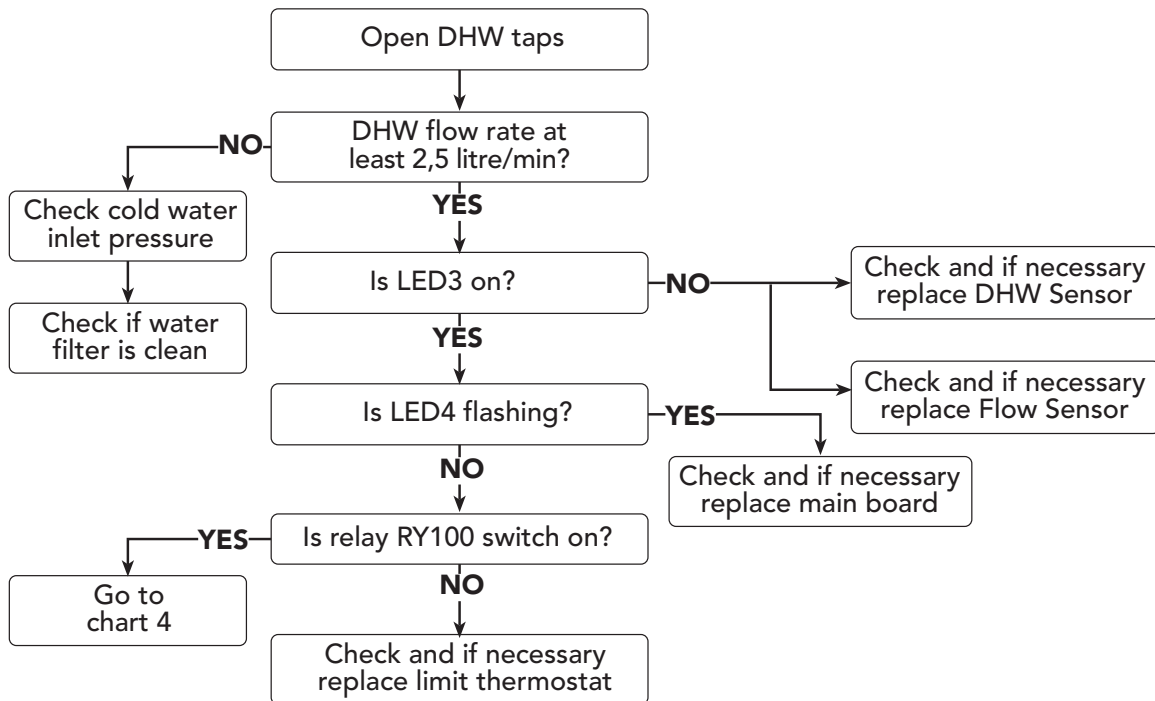 Open DHW taps
DHW flow rate at
least 2,5 litre/min?
NO
YES
Check cold water
inlet pressure
Check if water
filter is clean
Is LED3 on?
NO
Check and if necessary
replace DHW Sensor
Check and if necessary
replace Flow Sensor
YES
Is LED4 flashing?
YES
Check and if necessary
replace main board
NO
Is relay RY100 switch on?
YES
Go to
chart 4
NO
Check and if necessary
replace limit thermostat